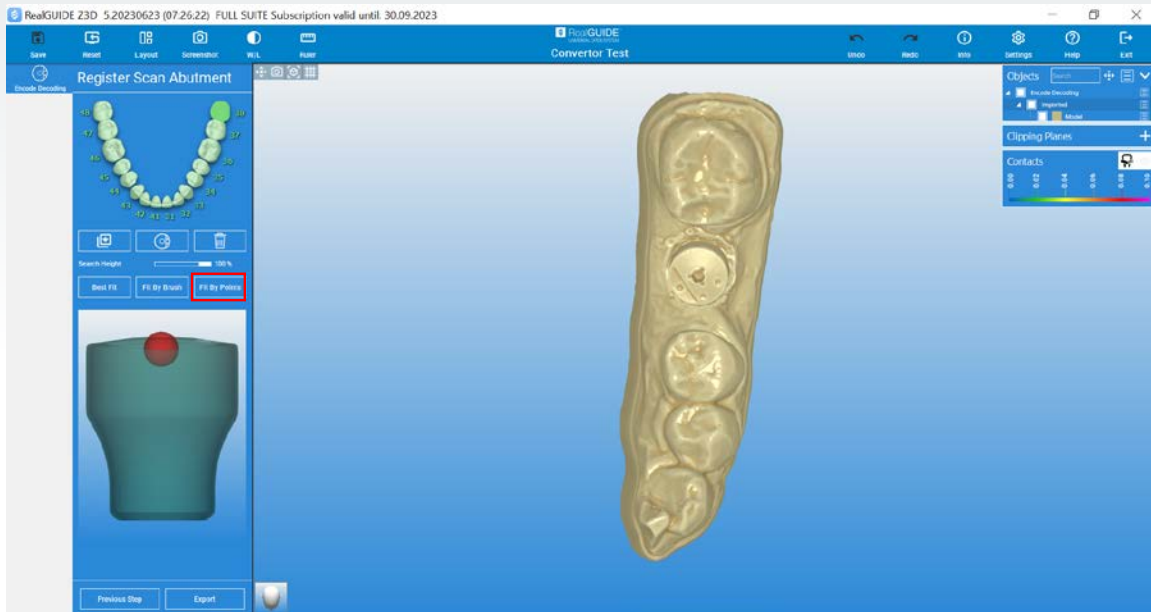 RealGUIDE Z3D 5.20230623 (07:26:22) FULL SUITE Subscription valid until: 30.09.2023
Save Reset Layout Screenshot W/L Ruler
RealGUIDE
Convertor Test
Undo Redo Info Settings Help Exit
Encode Decoding
Register Scan Abutment
48 38
47 37
46 36
45 35
44 34
43 33
42 41 31 32
Search Height 100 %
Best Fit Fit By Brush Fit By Points
Previous Step Export
Objects Search
Encode Decoding
Imported
Model
Clipping Planes
Contacts
0.00 0.02 0.04 0.06 0.08 0.10